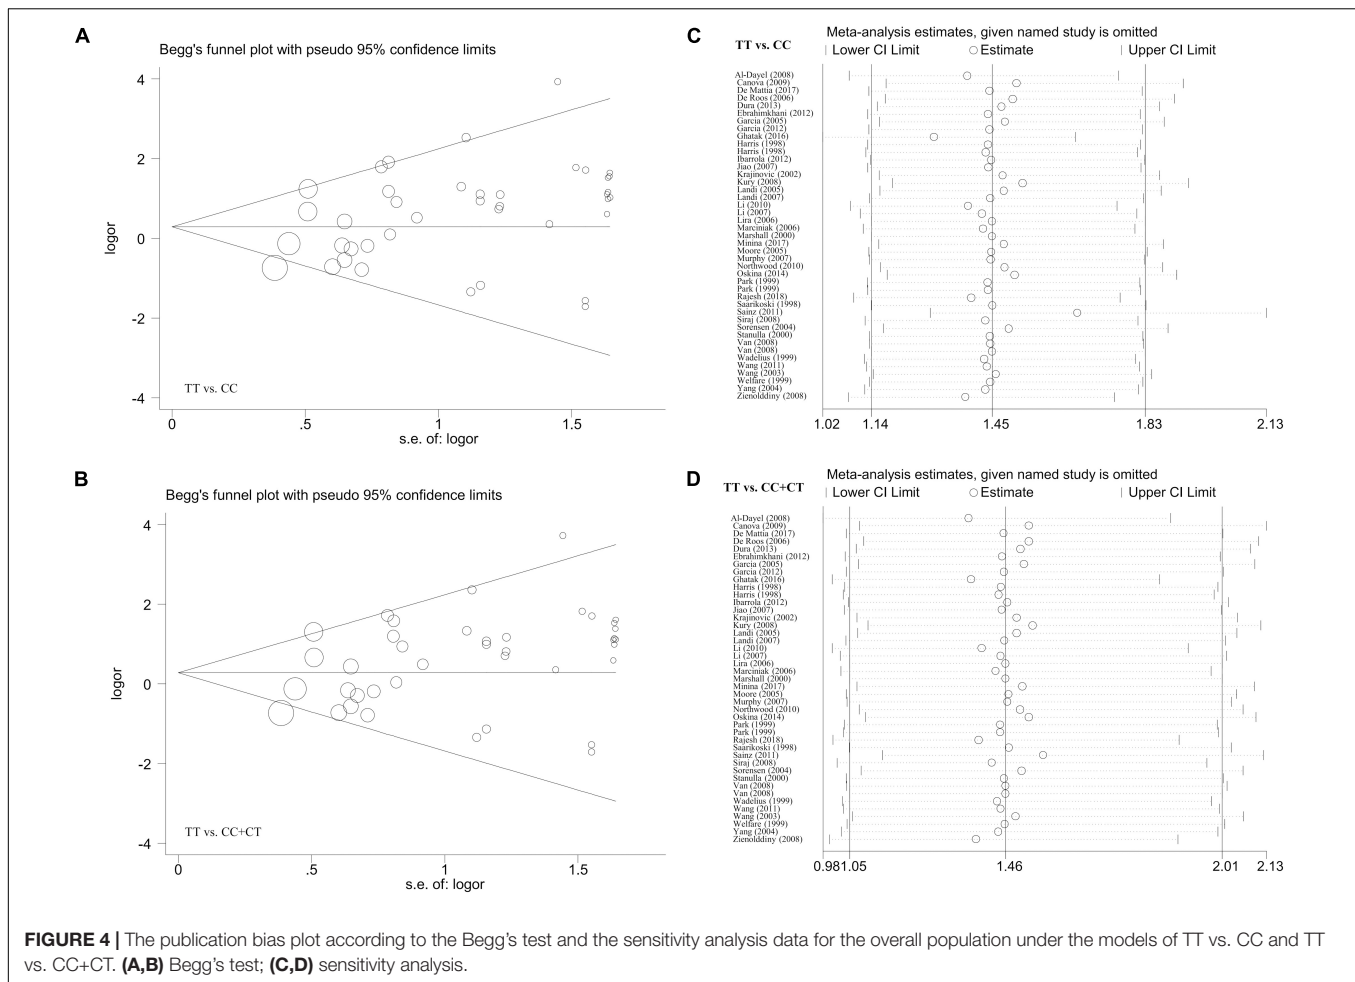 A
Begg's funnel plot with pseudo 95% confidence limits
4
2
0
-2
-4
logor
TT vs. CC
0 .5 1 1.5
s.e. of: logor
C
TT vs. CC
Meta-analysis estimates, given named study is omitted
Lower CI Limit Estimate Upper CI Limit
Al-Dayel (2008)
Canova (2009)
De Mattia (2017)
De Roos (2006)
Dura (2013)
Ebrahimkhani (2012)
Garcia (2005)
Garcia (2012)
Ghatak (2016)
Harris (1998)
Harris (1998)
Ibarrola (2012)
Jiao (2007)
Krajinovic (2002)
Kury (2008)
Landi (2005)
Landi (2007)
Li (2010)
Li (2007)
Lira (2006)
Marciniak (2006)
Marshall (2000)
Minina (2017)
Moore (2005)
Murphy (2007)
Northwood (2010)
Oskina (2014)
Park (1999)
Park (1999)
Rajesh (2018)
Saarikoski (1998)
Sainz (2011)
Siraj (2008)
Sorensen (2004)
Stanulla (2000)
Van (2008)
Van (2008)
Wadelius (1999)
Wang (2011)
Wang (2003)
Welfare (1999)
Yang (2004)
Zienolddiny (2008)
1.02 1.14 1.45 1.83 2.13
B
Begg's funnel plot with pseudo 95% confidence limits
4
2
0
-2
-4
logor
TT vs. CC+CT
0 .5 1 1.5
s.e. of: logor
D
TT vs. CC+CT
Meta-analysis estimates, given named study is omitted
Lower CI Limit Estimate Upper CI Limit
Al-Dayel (2008)
Canova (2009)
De Mattia (2017)
De Roos (2006)
Dura (2013)
Ebrahimkhani (2012)
Garcia (2005)
Garcia (2012)
Ghatak (2016)
Harris (1998)
Harris (1998)
Ibarrola (2012)
Jiao (2007)
Krajinovic (2002)
Kury (2008)
Landi (2005)
Landi (2007)
Li (2010)
Li (2007)
Lira (2006)
Marciniak (2006)
Marshall (2000)
Minina (2017)
Moore (2005)
Murphy (2007)
Northwood (2010)
Oskina (2014)
Park (1999)
Park (1999)
Rajesh (2018)
Saarikoski (1998)
Sainz (2011)
Siraj (2008)
Sorensen (2004)
Stanulla (2000)
Van (2008)
Van (2008)
Wadelius (1999)
Wang (2011)
Wang (2003)
Welfare (1999)
Yang (2004)
Zienolddiny (2008)
0.98 1.05 1.46 2.01 2.13
FIGURE 4 | The publication bias plot according to the Begg's test and the sensitivity analysis data for the overall population under the models of TT vs. CC and TT
vs. CC+CT. (A,B) Begg's test; (C,D) sensitivity analysis.